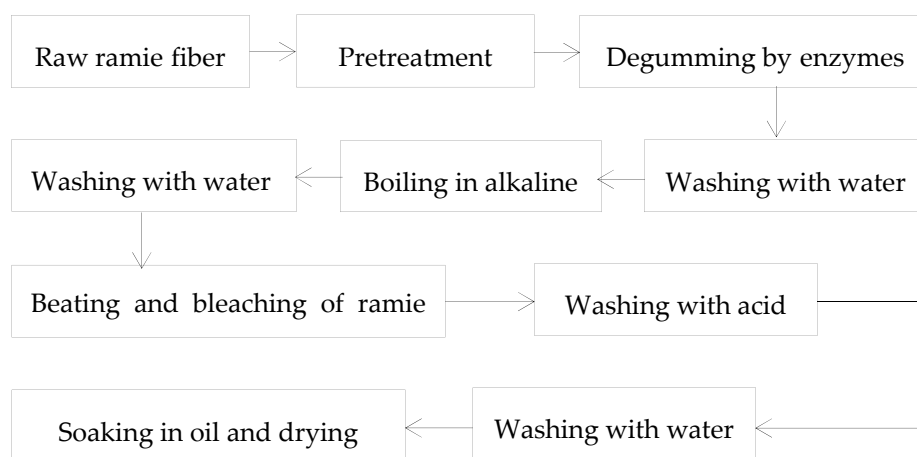 Raw ramie fiber
Pretreatment
Degumming by enzymes
Washing with water
Boiling in alkaline
Washing with water
Beating and bleaching of ramie
Washing with acid
Washing with water
Soaking in oil and drying